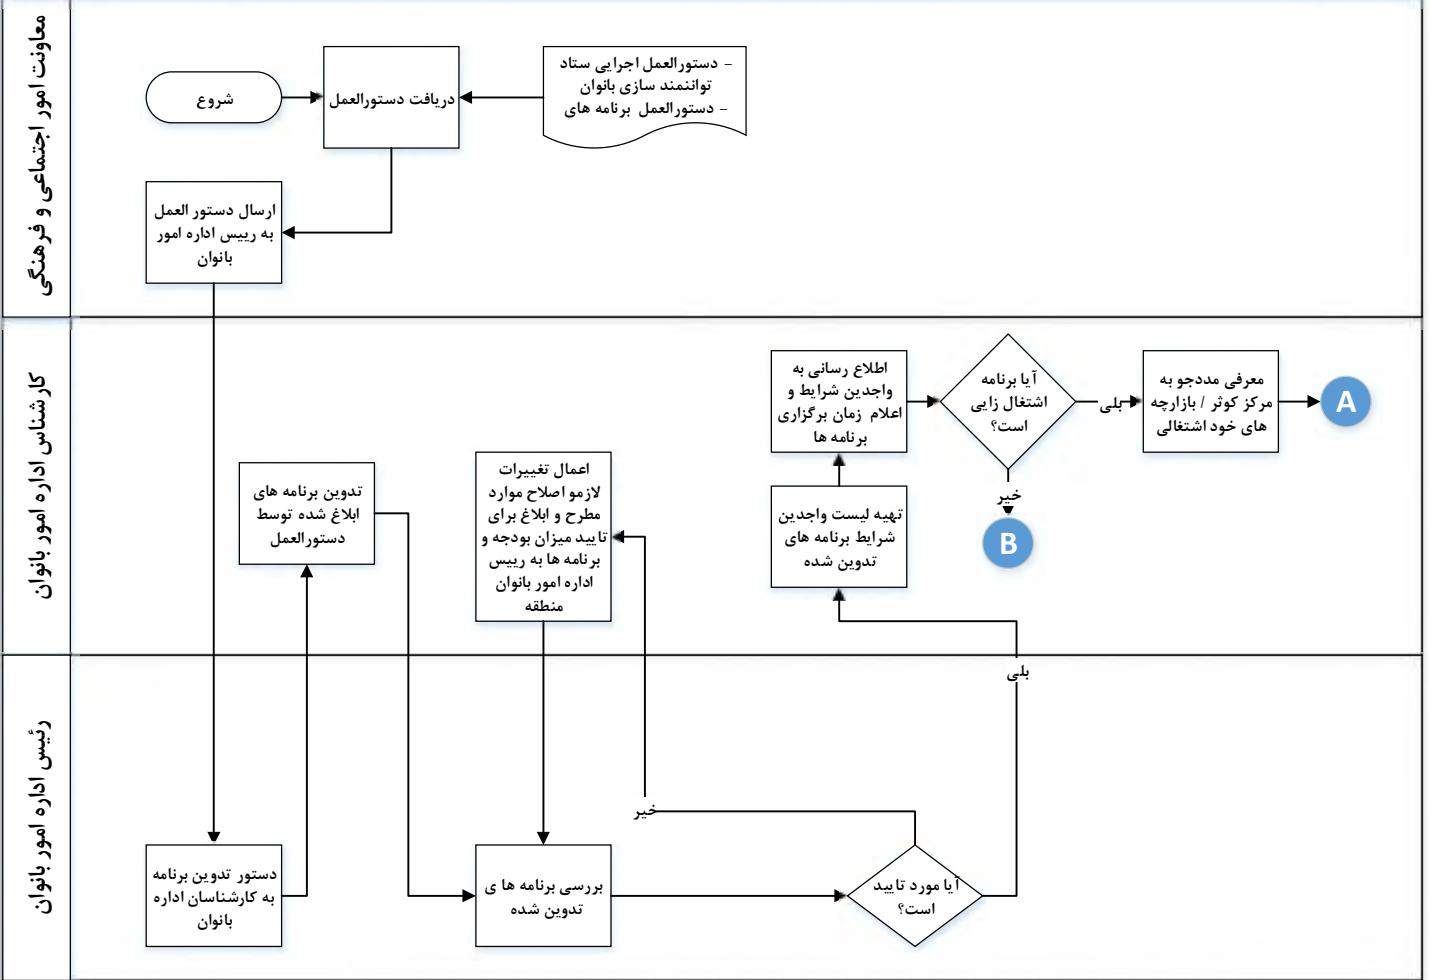 معاونت امور اجتماعی و فرهنگی
شروع
دریافت دستورالعمل
- دستورالعمل اجرایی ستاد
تواننمند سازی بانوان
- دستورالعمل برنامه های
ارسال دستور العمل
به رییس اداره امور
بانوان
کارشناس اداره امور بانوان
تدوین برنامه های
ابلاغ شده توسط
دستورالعمل
اعمال تغییرات
لازمو اصلاح موارد
مطرح و ابلاغ برای
تایید میزان بودجه و
برنامه ها به رییس
اداره امور بانوان
منطقه
اطلاع رسانی به
واجدین شرایط و
اعلام زمان برگزاری
برنامه ها
تهیه لیست واجدین
شرایط برنامه های
تدوین شده
آیا برنامه
اشتغال زایی
است؟
بلی
خیر
B
معرفی مددجو به
مرکز کوثر / بازارچه
های خود اشتغالی
A
رئیس اداره امور بانوان
دستور تدوین برنامه
به کارشناسان اداره
بانوان
بررسی برنامه ها ی
تدوین شده
آیا مورد تایید
است؟
خیر
بلی